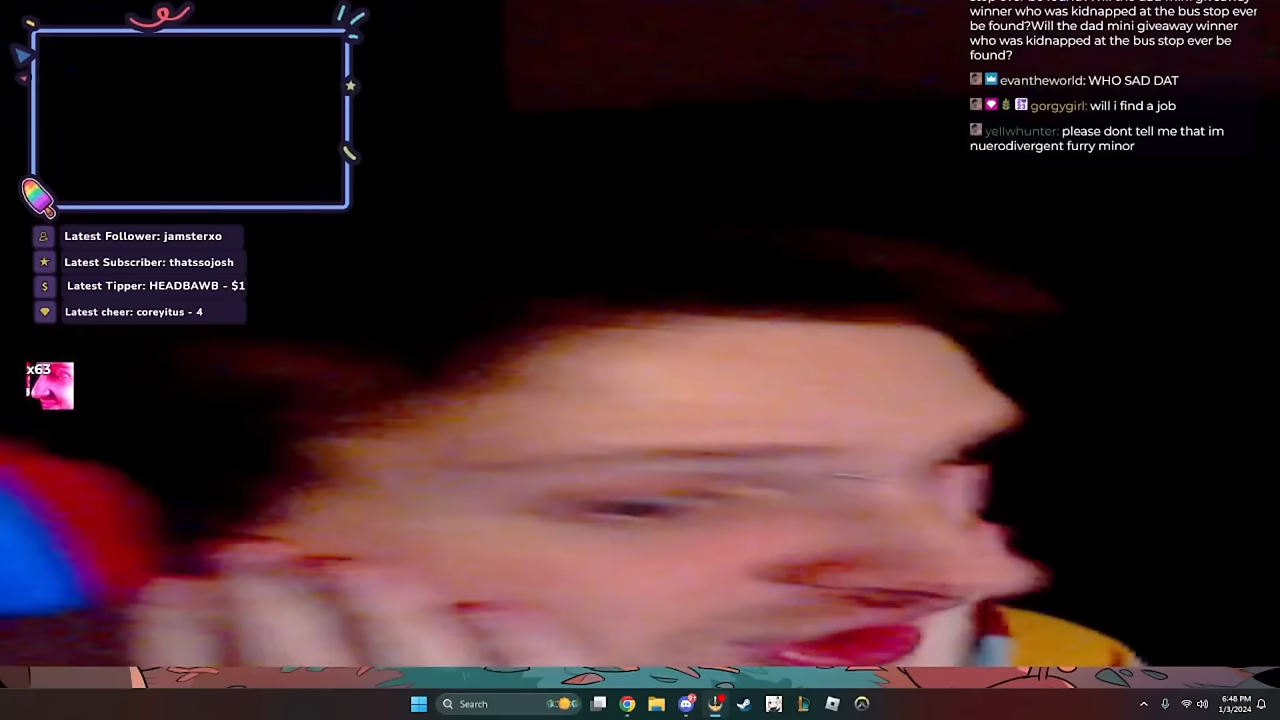 winner who was kidnapped at the bus stop ever
be found?Will the dad mini giveaway winner
who was kidnapped at the bus stop ever be
found?
evantheworld: WHO SAD DAT
gorgygirl: will i find a job
yellwhunter: please dont tell me that im
nuerodivergent furry minor
Latest Follower: jamsterxo
Latest Subscriber: thatssojosh
Latest Tipper: HEADBAWB - $1
Latest cheer: coreyitus - 4
x63
Search
6:48 PM
1/3/2024